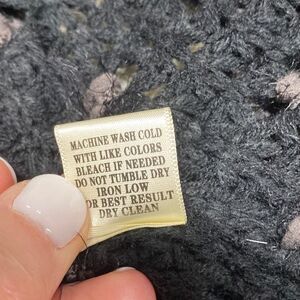 MACHINE WASH COLD
WITH LIKE COLORS
BLEACH IF NEEDED
DO NOT TUMBLE DRY
IRON LOW
OR BEST RESULT
DRY CLEAN